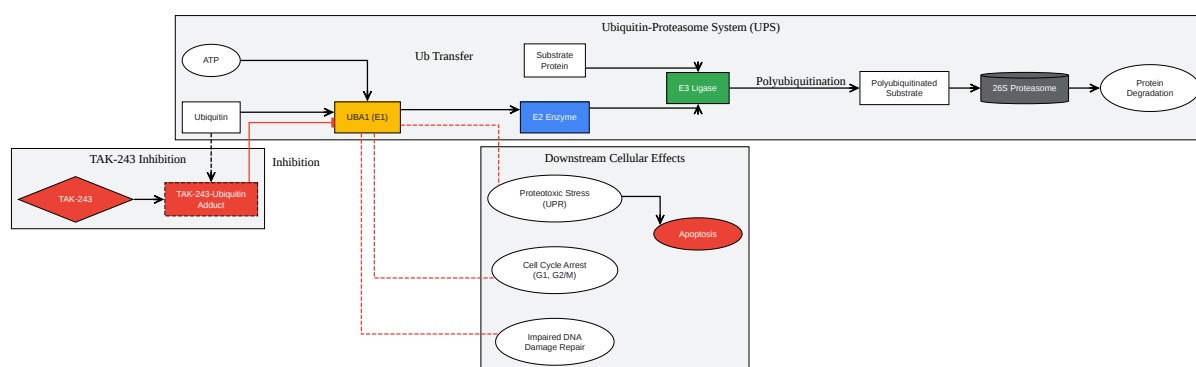 Ubiquitin-Proteasome System (UPS)
ATP
Ub Transfer
Substrate
Protein
E3 Ligase
Polyubiquitination
Polyubiquitinated
Substrate
26S Proteasome
Protein
Degradation
Ubiquitin
UBA1 (E1)
E2 Enzyme
TAK-243 Inhibition
Inhibition
TAK-243
TAK-243-Ubiquitin
Adduct
Downstream Cellular Effects
Proteotoxic Stress
(UPR)
Apoptosis
Cell Cycle Arrest
(G1, G2/M)
Impaired DNA
Damage Repair